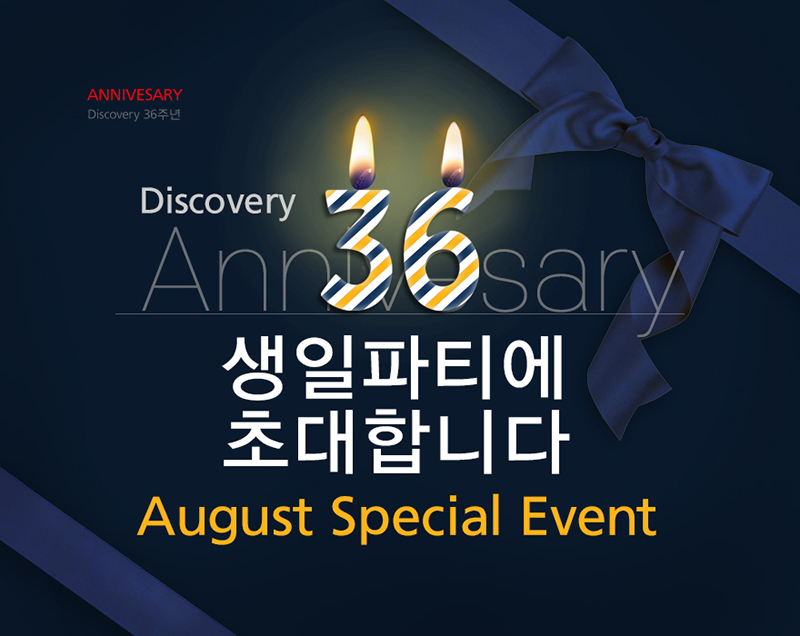 ANNIVESARY
Discovery 36주년
Discovery
36
Annivesary
생일파티에
초대합니다
August Special Event